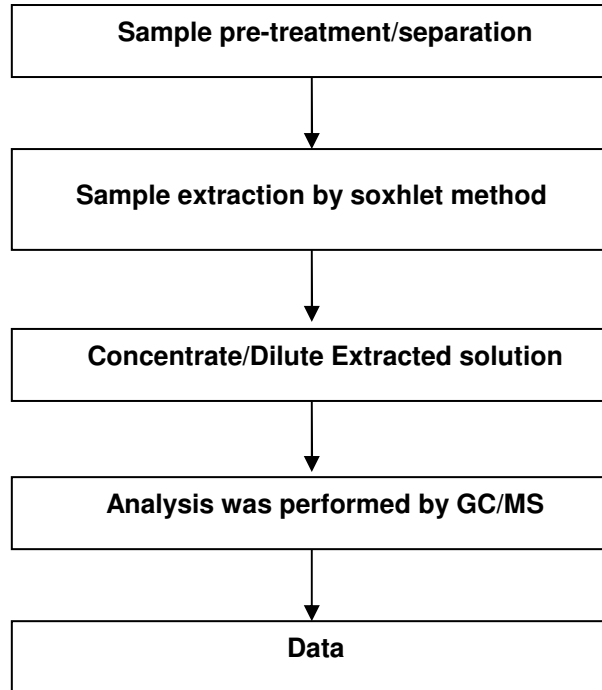 Sample pre-treatment/separation
Sample extraction by soxhlet method
Concentrate/Dilute Extracted solution
Analysis was performed by GC/MS
Data